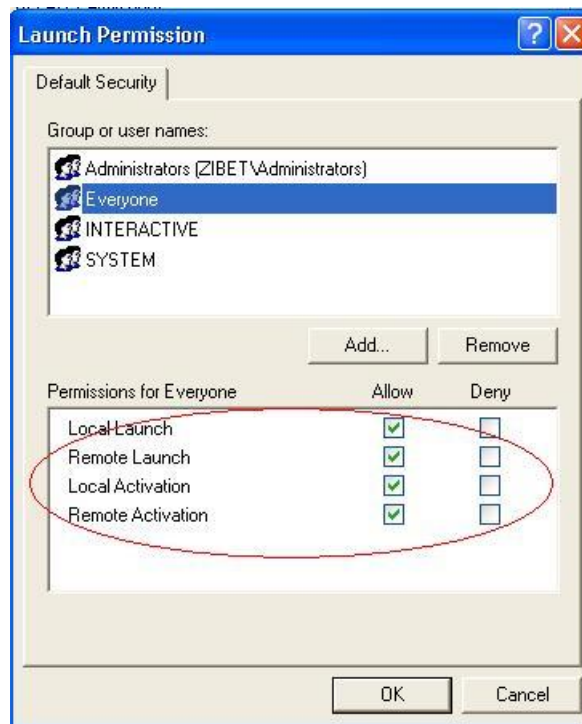 Launch Permission
Default Security
Group or user names:
Administrators (ZIBET\Administrators)
Everyone
INTERACTIVE
SYSTEM
Add... Remove
Permissions for Everyone Allow Deny
Local Launch
Remote Launch
Local Activation
Remote Activation
OK Cancel